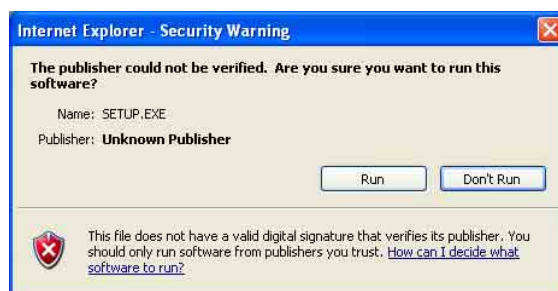 Internet Explorer - Security Warning
The publisher could not be verified.  Are you sure you want to run this
software?
Name: SETUP.EXE
Publisher: Unknown Publisher
Run
Don't Run
This file does not have a valid digital signature that verifies its publisher. You
should only run software from publishers you trust. How can I decide what
software to run?